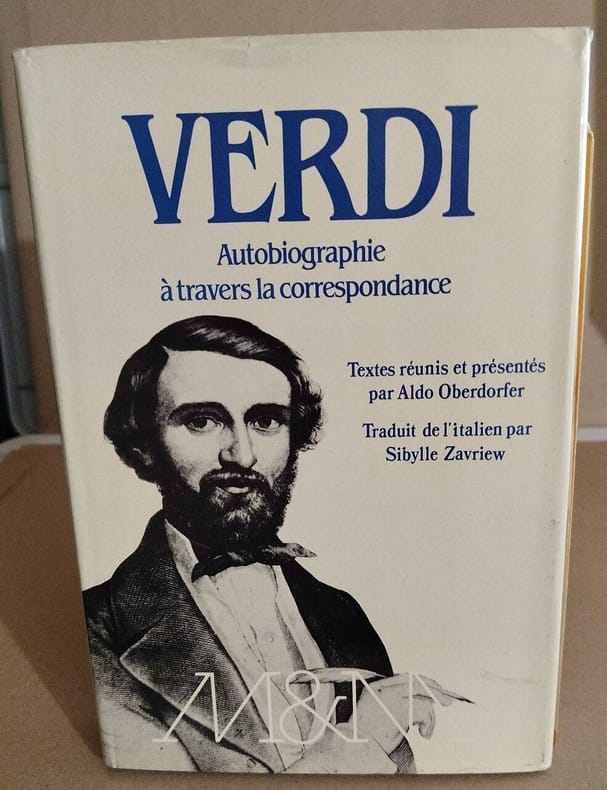 VERDI
Autobiographie
à travers la correspondance
Textes réunis et présentés
par Aldo Oberdorfer
Traduit de l'italien par
Sibylle Zavriew
M&N